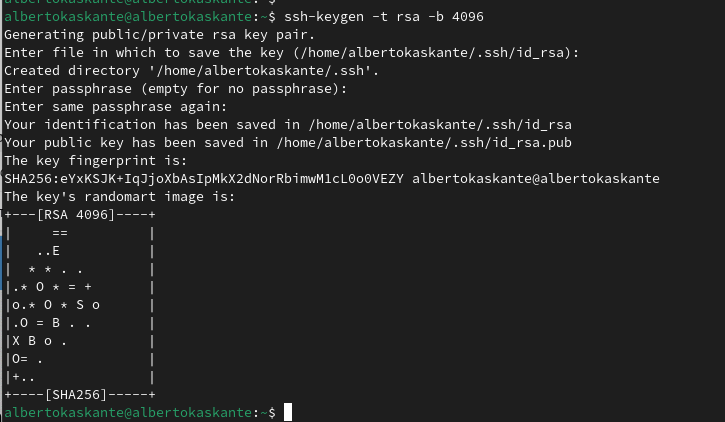 albertokaskante@albertokaskante:~$ ssh-keygen -t rsa -b 4096
Generating public/private rsa key pair.
Enter file in which to save the key (/home/albertokaskante/.ssh/id_rsa):
Created directory '/home/albertokaskante/.ssh'.
Enter passphrase (empty for no passphrase):
Enter same passphrase again:
Your identification has been saved in /home/albertokaskante/.ssh/id_rsa
Your public key has been saved in /home/albertokaskante/.ssh/id_rsa.pub
The key fingerprint is:
SHA256:eYxKSJK+IqJjoXbAsIpMkX2dNorRbimwM1cL0o0VEZY albertokaskante@albertokaskante
The key's randomart image is:
+---[RSA 4096]----+
|     ==          |
|   ..E           |
|  * * . .        |
|.* O * = +       |
|o.* O * S o      |
|.O = B . .       |
|X B o .          |
|O= .             |
|+..              |
+----[SHA256]-----+
albertokaskante@albertokaskante:~$